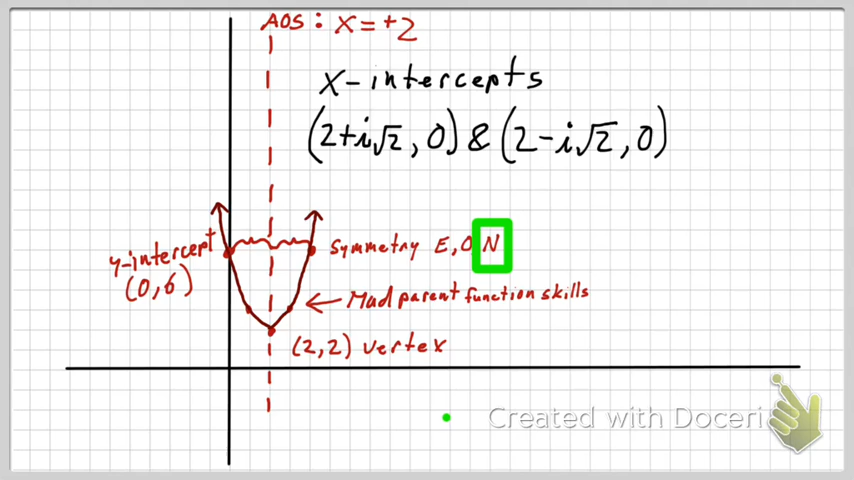 AOS : X = +2
X-intercepts
(2+i√2, 0) & (2-i√2, 0)
y-intercept
(0,6)
Symmetry E, O N
Mad parent function skills
(2,2) vertex
Created with Doceri